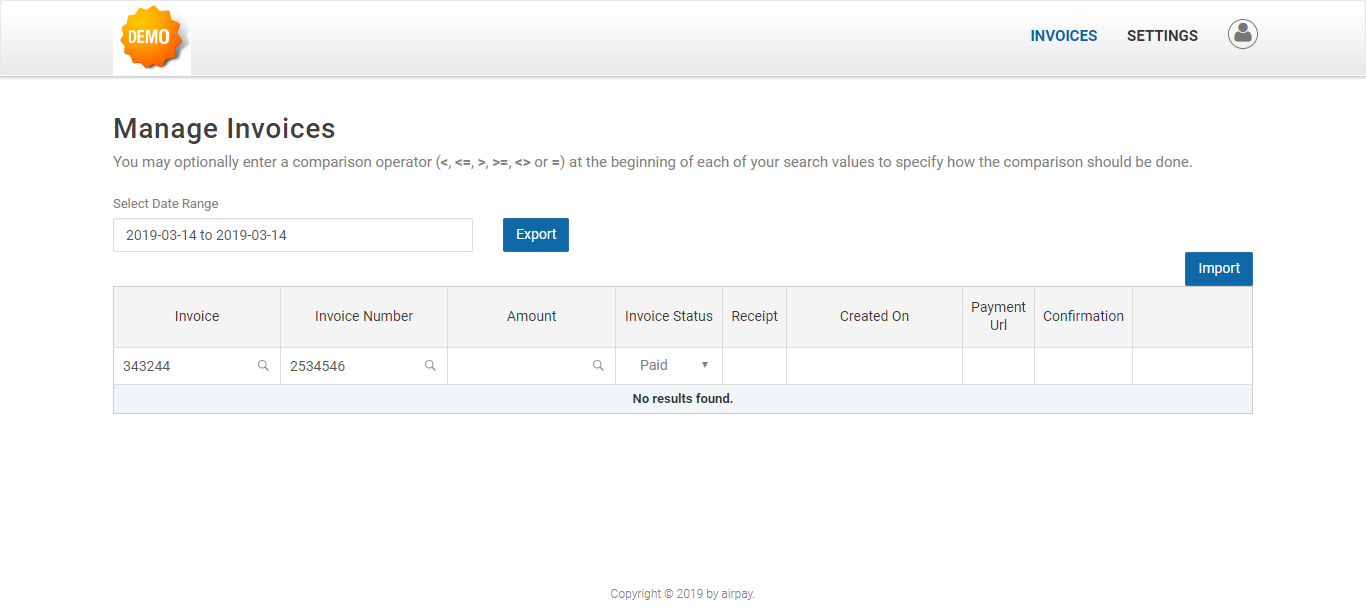 DEMO
INVOICES SETTINGS
Manage Invoices
You may optionally enter a comparison operator (<, <=, >, >=, <> or =) at the beginning of each of your search values to specify how the comparison should be done.
Select Date Range
2019-03-14 to 2019-03-14
Export
Import
Invoice Invoice Number Amount Invoice Status Receipt Created On Payment
Url Confirmation
343244 2534546 Paid
No results found.
Copyright © 2019 by airpay.